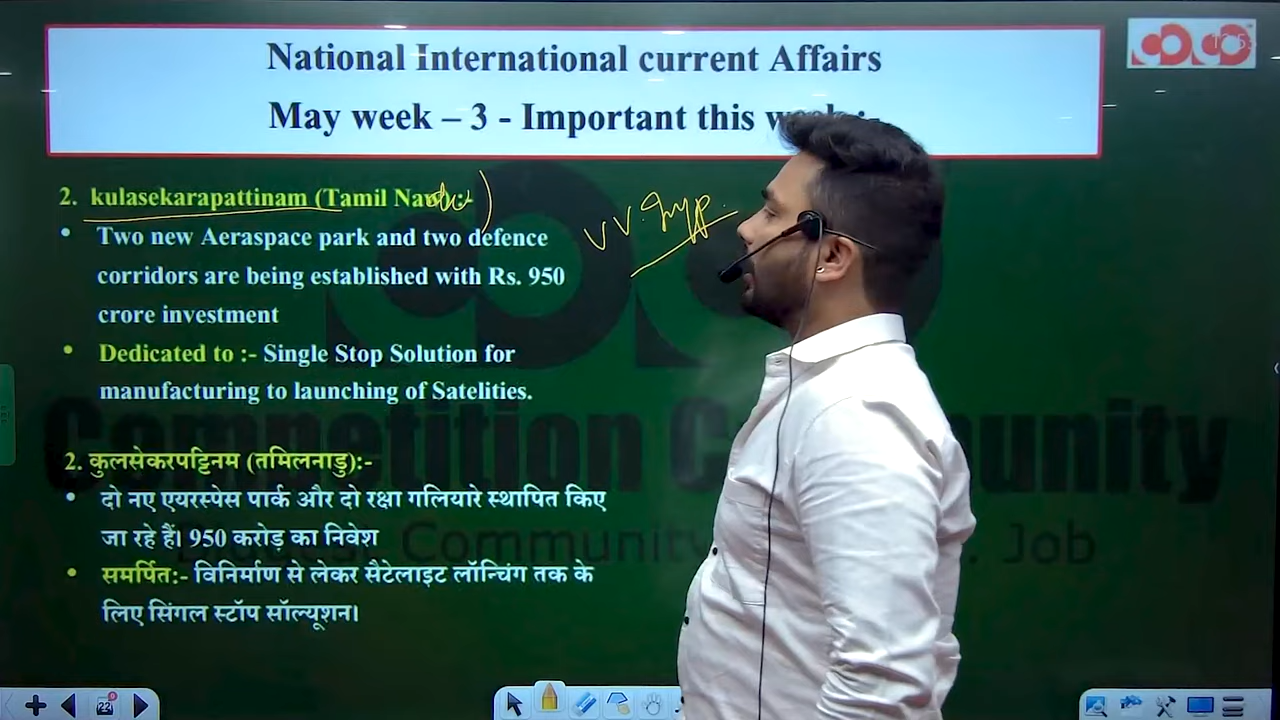 National International current Affairs
May week – 3 - Important this week :-
2. kulasekarapattinam (Tamil Nadu :-
du)
V V. Imp.
• Two new Aeraspace park and two defence
corridors are being established with Rs. 950
crore investment
• Dedicated to :- Single Stop Solution for
manufacturing to launching of Satelities.
2. कुलसेकरपट्टिनम (तमिलनाडु):-
• दो नए एयरस्पेस पार्क और दो रक्षा गलियारे स्थापित किए
जा रहे हैं। 950 करोड़ का निवेश
• समर्पित:- विनिर्माण से लेकर सैटेलाइट लॉन्चिंग तक के
लिए सिंगल स्टॉप सॉल्यूशन।
Competition Community
Community Job
22